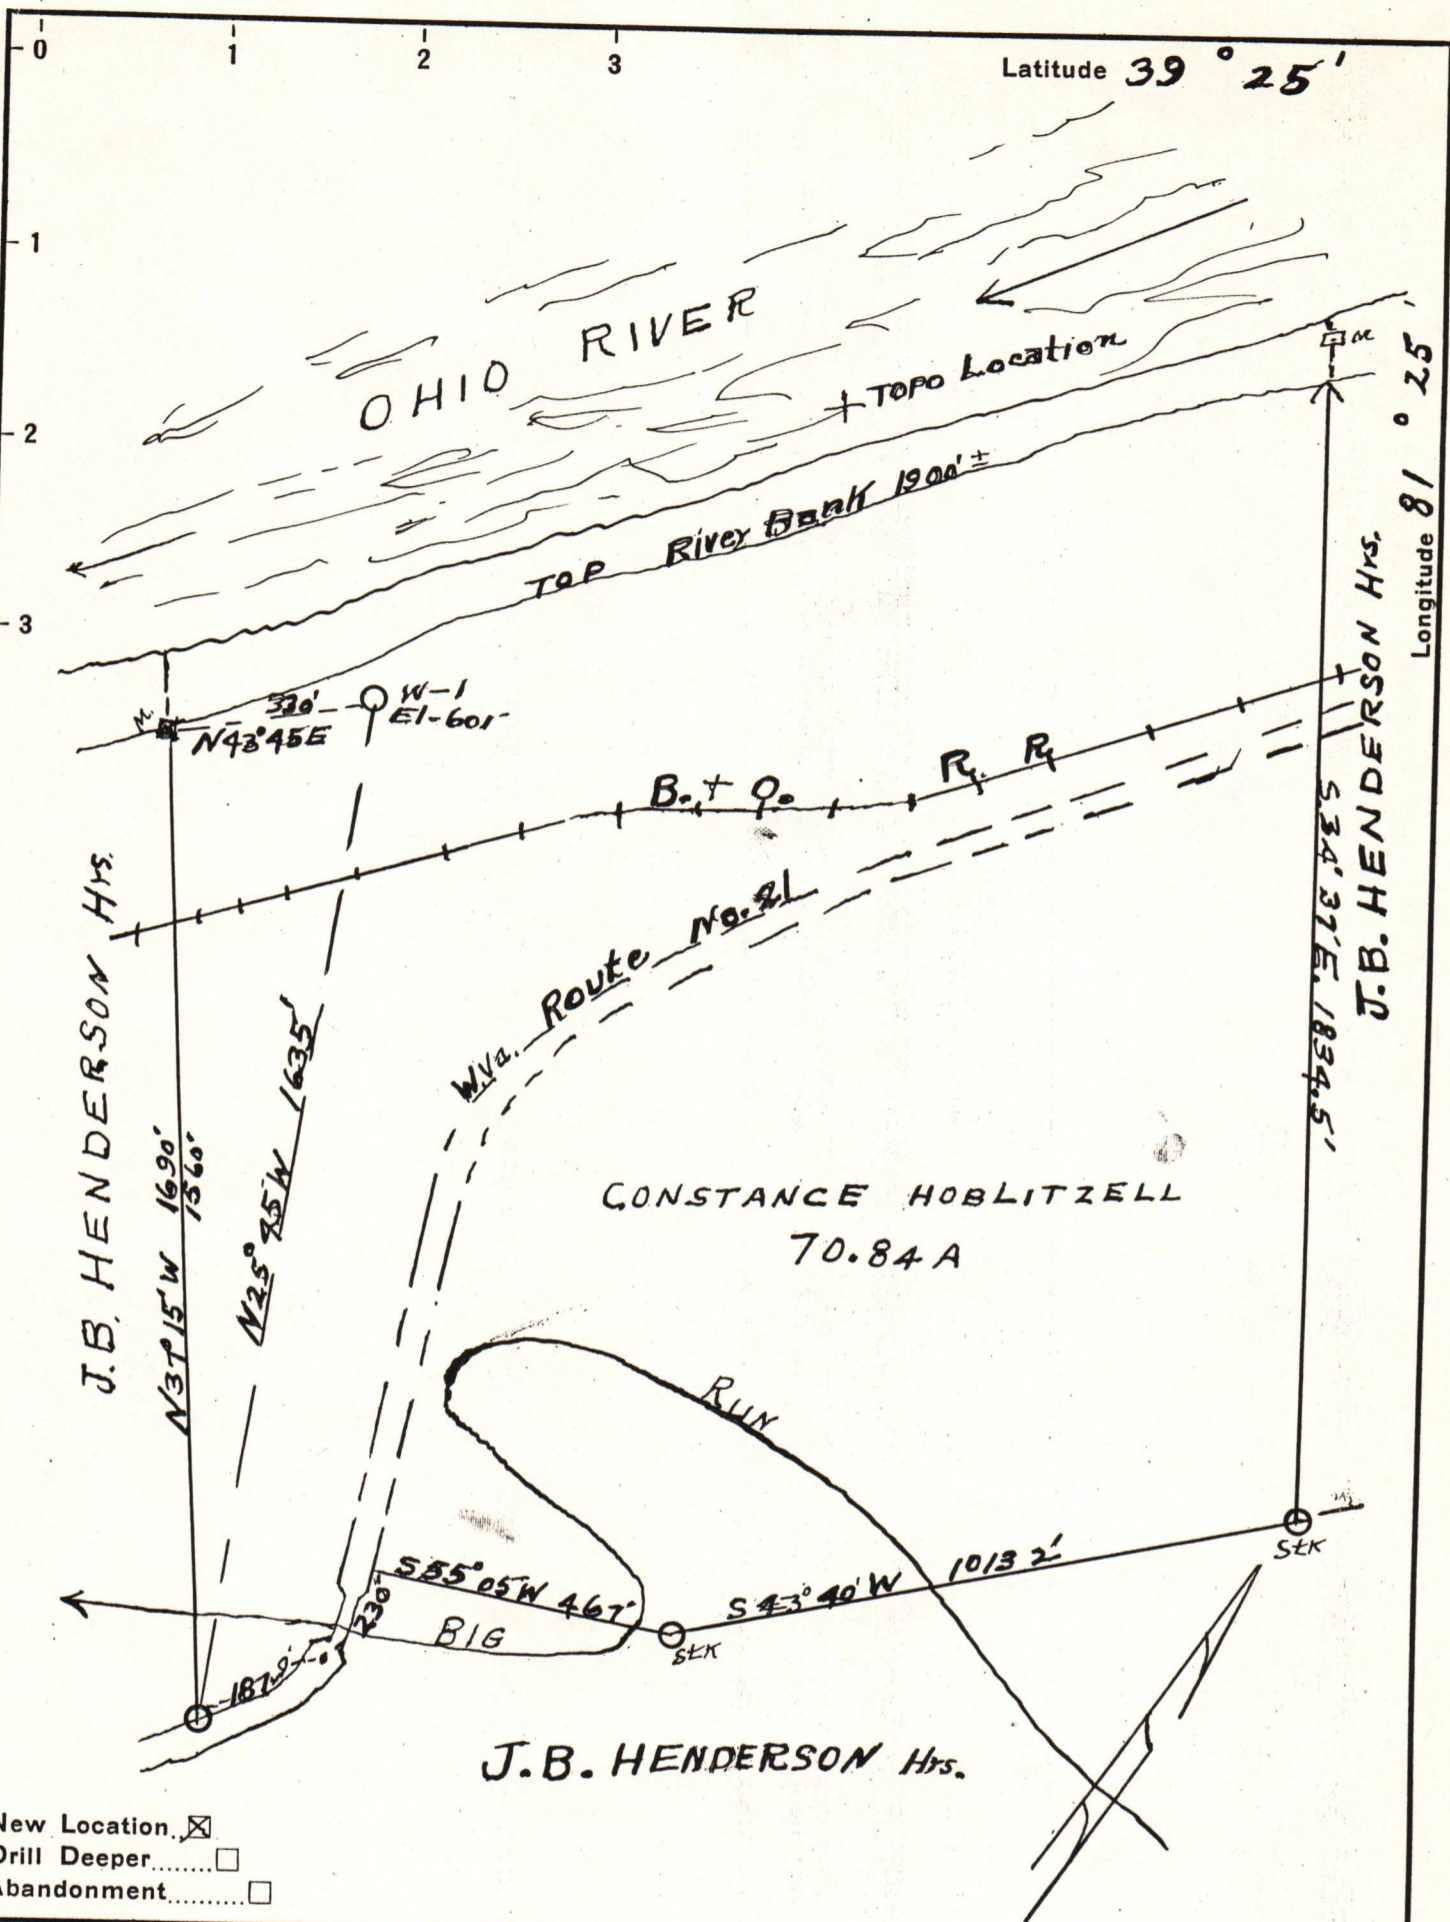 0 1 2 3
Latitude 39° 25'
1
2
3
OHIO RIVER
TOPO Location
TOP River Bank 1900' ±
M
Longitude 81° 25'
M.
330'
N43°45E
W-1
El-601-
B. + O. R. R.
W.Va. Route No. 21
J.B. HENDERSON Hrs.
N37°15'W 1690'
1560'
N25°45'W 1635'
S34°37'E. 1834.5'
J.B. HENDERSON Hrs.
CONSTANCE HOBLITZELL
70.84 A
RUN
S55°05'W 467'
230'
BIG
S43°40'W 1013 2'
StK
StK
187
J.B. HENDERSON Hrs.
New Location..☒
Drill Deeper........☐
Abandonment..........☐